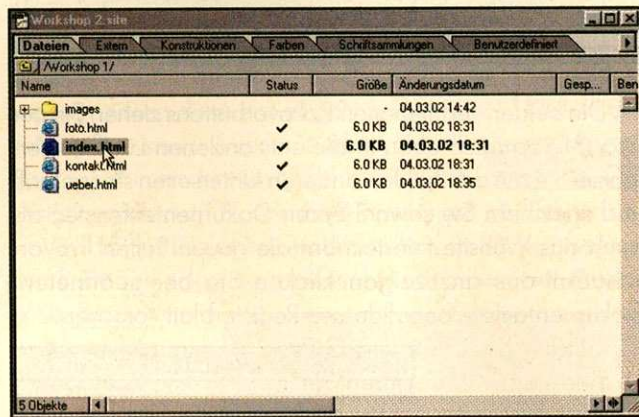 Workshop 2.site
Dateien Extern Konstruktionen Farben Schriftsammlungen Benutzerdefiniert
/Workshop 1/
Name Status Größe Änderungsdatum Gesp... Ben
images - 04.03.02 14:42
foto.html 6.0 KB 04.03.02 18:31
index.html 6.0 KB 04.03.02 18:31
kontakt.html 6.0 KB 04.03.02 18:31
ueber.html 6.0 KB 04.03.02 18:35
5 Objekte